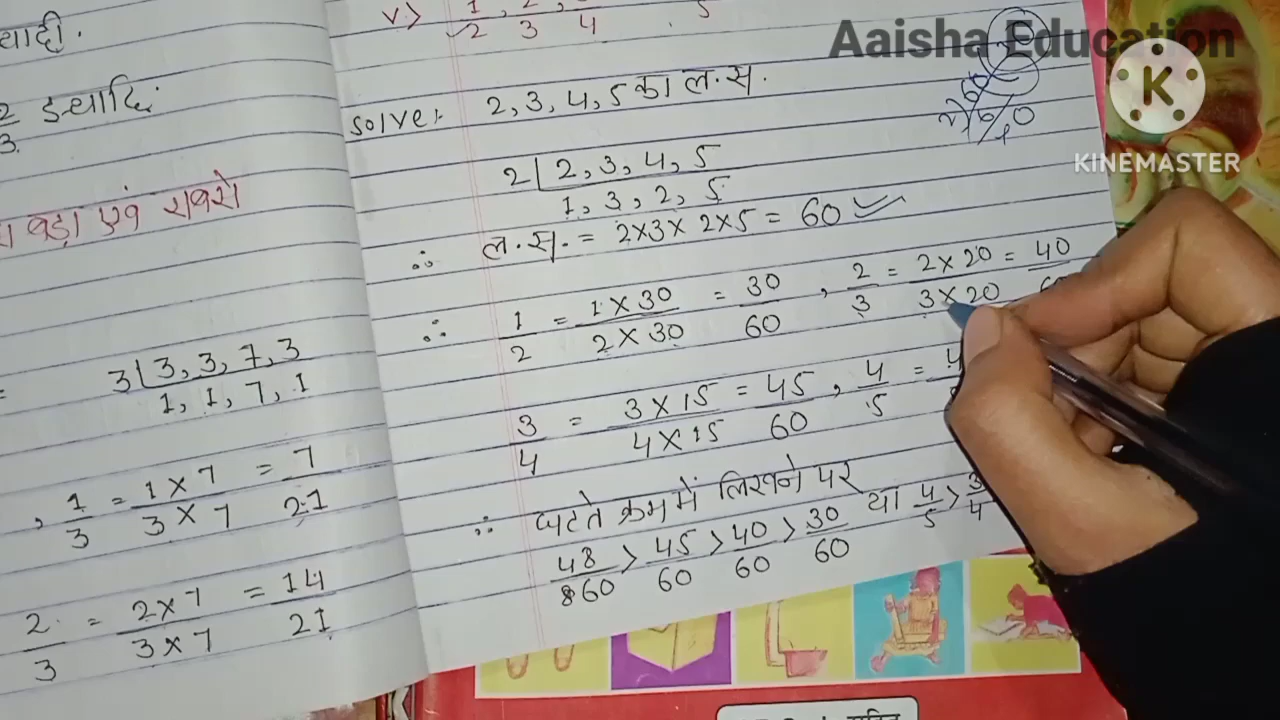 Aaisha Education
KINEMASTER
2/3 इत्यादि
बड़ा एवं सबसे
3 | 3, 3, 7, 3
1, 1, 7, 1
, 1/3 = 1 × 7 / 3 × 7 = 7/21
2/3 = 2 × 7 / 3 × 7 = 14/21
v>
1/2, 2/3
4
5
solve:- 2, 3, 4, 5 का ल.स.
2 | 2, 3, 4, 5
1, 3, 2, 5
∴ ल.स. = 2×3×2×5 = 60
∴ 1/2 = 1 × 30 / 2 × 30 = 30/60 , 2/3 = 2 × 20 / 3 × 20 = 40
3/4 = 3 × 15 / 4 × 15 = 45/60 , 4/5 = 4
∴ घटते क्रम में लिखने पर
48/60 > 45/60 > 40/60 > 30/60 या 4/5 > 3/4